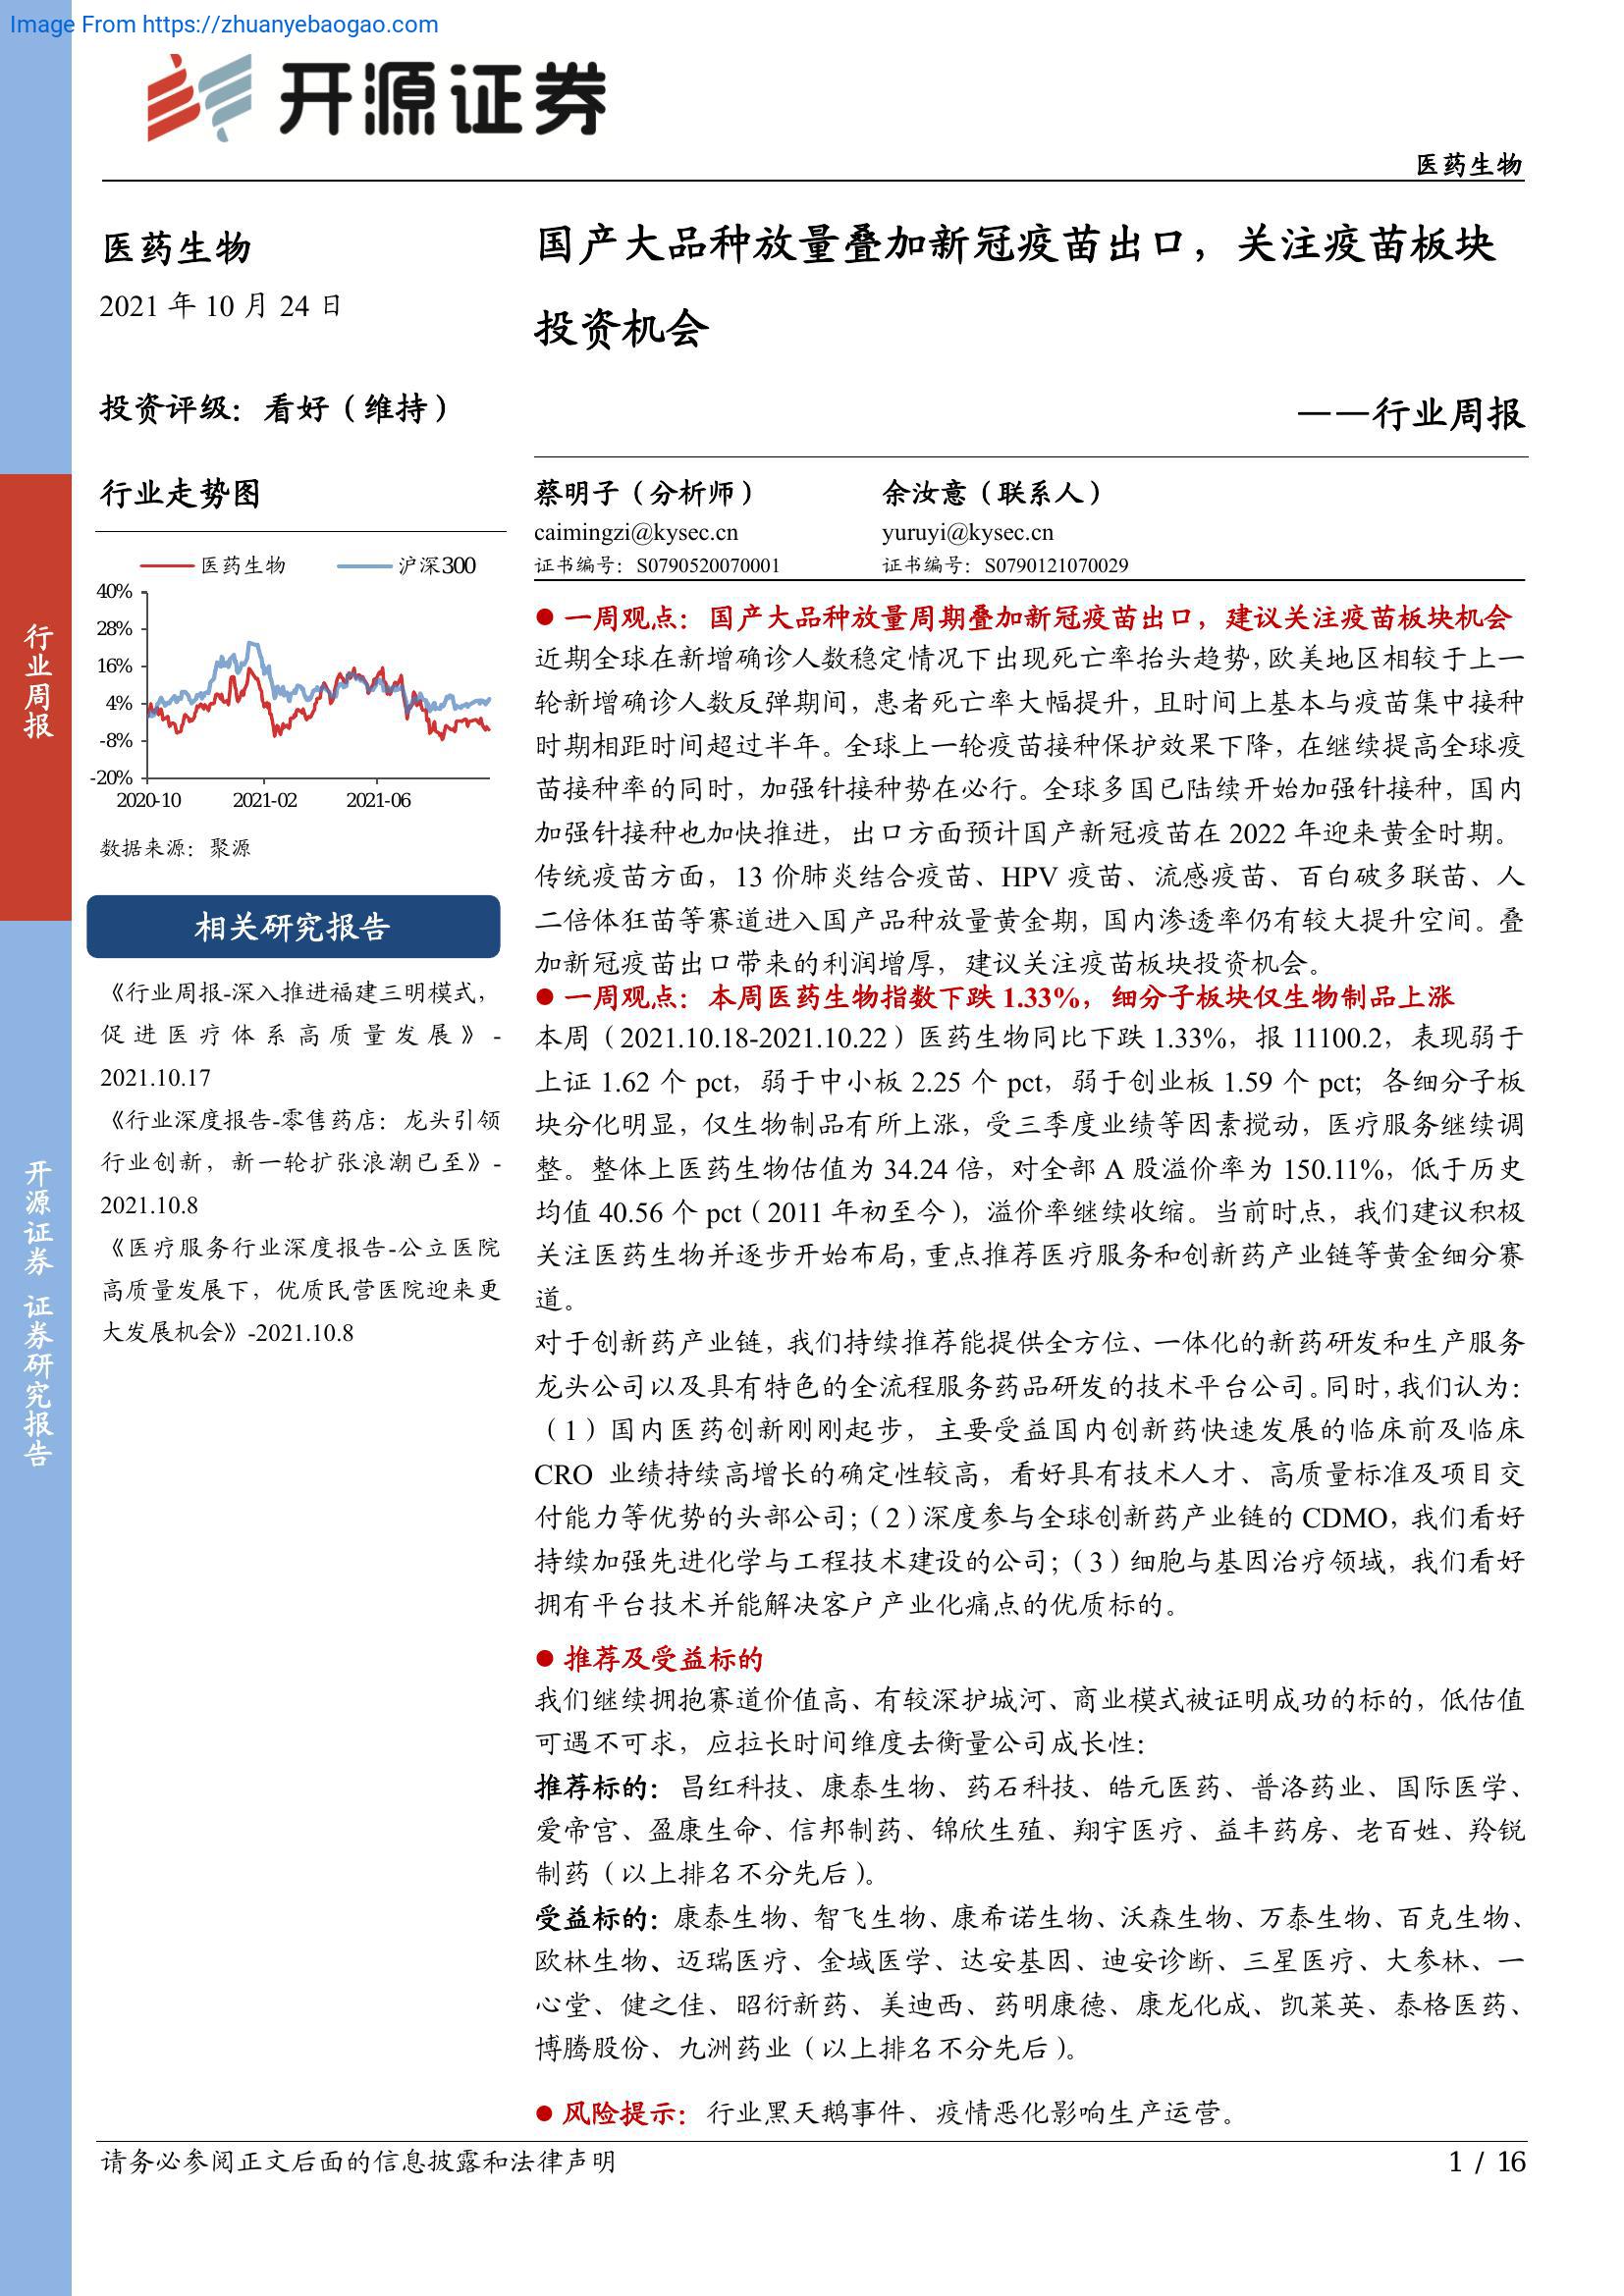 Image From https://zhuanyebaogao.com
开源证券
医药生物
医药生物
2021 年 10 月 24 日
投资评级：看好（维持）
行业走势图
医药生物 沪深300
40%
28%
16%
4%
-8%
-20%
2020-10 2021-02 2021-06
数据来源：聚源
相关研究报告
《行业周报-深入推进福建三明模式，
促进医疗体系高质量发展》-
2021.10.17
《行业深度报告-零售药店：龙头引领
行业创新，新一轮扩张浪潮已至》-
2021.10.8
《医疗服务行业深度报告-公立医院
高质量发展下，优质民营医院迎来更
大发展机会》-2021.10.8
行业周报
开源证券 证券研究报告
国产大品种放量叠加新冠疫苗出口，关注疫苗板块
投资机会
——行业周报
蔡明子（分析师） 余汝意（联系人）
caimingzi@kysec.cn yuruyi@kysec.cn
证书编号：S0790520070001 证书编号：S0790121070029
● 一周观点：国产大品种放量周期叠加新冠疫苗出口，建议关注疫苗板块机会
近期全球在新增确诊人数稳定情况下出现死亡率抬头趋势，欧美地区相较于上一
轮新增确诊人数反弹期间，患者死亡率大幅提升，且时间上基本与疫苗集中接种
时期相距时间超过半年。全球上一轮疫苗接种保护效果下降，在继续提高全球疫
苗接种率的同时，加强针接种势在必行。全球多国已陆续开始加强针接种，国内
加强针接种也加快推进，出口方面预计国产新冠疫苗在 2022 年迎来黄金时期。
传统疫苗方面，13 价肺炎结合疫苗、HPV 疫苗、流感疫苗、百白破多联苗、人
二倍体狂苗等赛道进入国产品种放量黄金期，国内渗透率仍有较大提升空间。叠
加新冠疫苗出口带来的利润增厚，建议关注疫苗板块投资机会。
● 一周观点：本周医药生物指数下跌 1.33%，细分子板块仅生物制品上涨
本周（2021.10.18-2021.10.22）医药生物同比下跌 1.33%，报 11100.2，表现弱于
上证 1.62 个 pct，弱于中小板 2.25 个 pct，弱于创业板 1.59 个 pct；各细分子板
块分化明显，仅生物制品有所上涨，受三季度业绩等因素搅动，医疗服务继续调
整。整体上医药生物估值为 34.24 倍，对全部 A 股溢价率为 150.11%，低于历史
均值 40.56 个 pct（2011 年初至今），溢价率继续收缩。当前时点，我们建议积极
关注医药生物并逐步开始布局，重点推荐医疗服务和创新药产业链等黄金细分赛
道。
对于创新药产业链，我们持续推荐能提供全方位、一体化的新药研发和生产服务
龙头公司以及具有特色的全流程服务药品研发的技术平台公司。同时，我们认为：
（1）国内医药创新刚刚起步，主要受益国内创新药快速发展的临床前及临床
CRO 业绩持续高增长的确定性较高，看好具有技术人才、高质量标准及项目交
付能力等优势的头部公司；（2）深度参与全球创新药产业链的 CDMO，我们看好
持续加强先进化学与工程技术建设的公司；（3）细胞与基因治疗领域，我们看好
拥有平台技术并能解决客户产业化痛点的优质标的。
● 推荐及受益标的
我们继续拥抱赛道价值高、有较深护城河、商业模式被证明成功的标的，低估值
可遇不可求，应拉长时间维度去衡量公司成长性：
推荐标的：昌红科技、康泰生物、药石科技、皓元医药、普洛药业、国际医学、
爱帝宫、盈康生命、信邦制药、锦欣生殖、翔宇医疗、益丰药房、老百姓、羚锐
制药（以上排名不分先后）。
受益标的：康泰生物、智飞生物、康希诺生物、沃森生物、万泰生物、百克生物、
欧林生物、迈瑞医疗、金域医学、达安基因、迪安诊断、三星医疗、大参林、一
心堂、健之佳、昭衍新药、美迪西、药明康德、康龙化成、凯莱英、泰格医药、
博腾股份、九洲药业（以上排名不分先后）。
● 风险提示：行业黑天鹅事件、疫情恶化影响生产运营。
请务必参阅正文后面的信息披露和法律声明 1 / 16